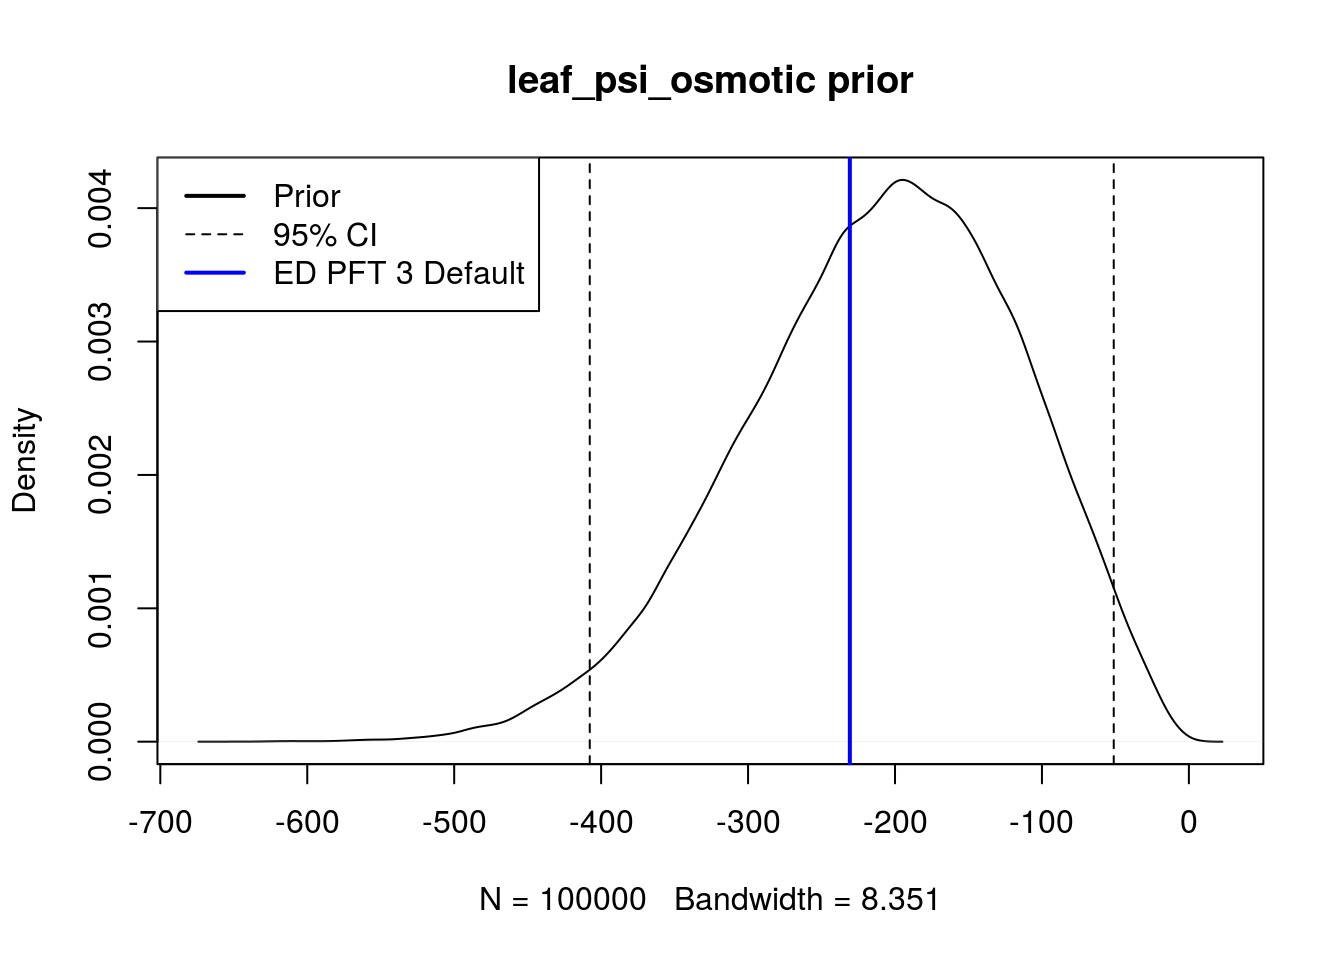 leaf_psi_osmotic prior
Prior
95% CI
ED PFT 3 Default
Density
0.004
0.003
0.002
0.001
0.000
-700 -600 -500 -400 -300 -200 -100 0
N = 100000 Bandwidth = 8.351